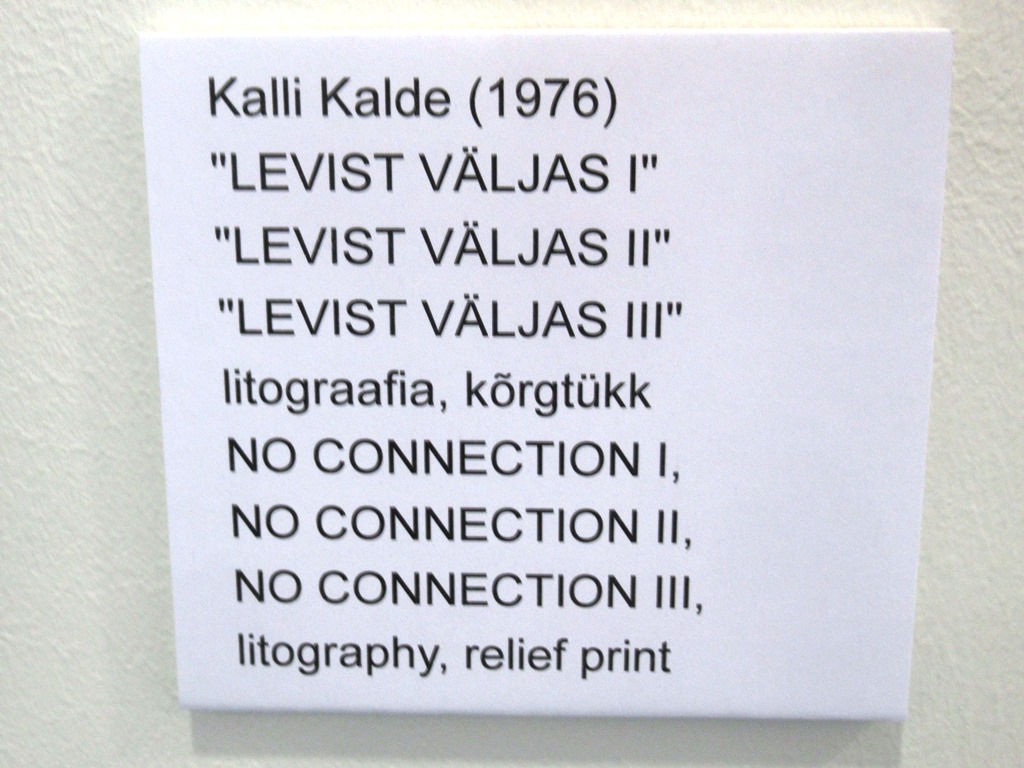 Kalli Kalde (1976)
"LEVIST VÄLJAS I"
"LEVIST VÄLJAS II"
"LEVIST VÄLJAS III"
litograafia, kõrgtükk
NO CONNECTION I,
NO CONNECTION II,
NO CONNECTION III,
litography, relief print